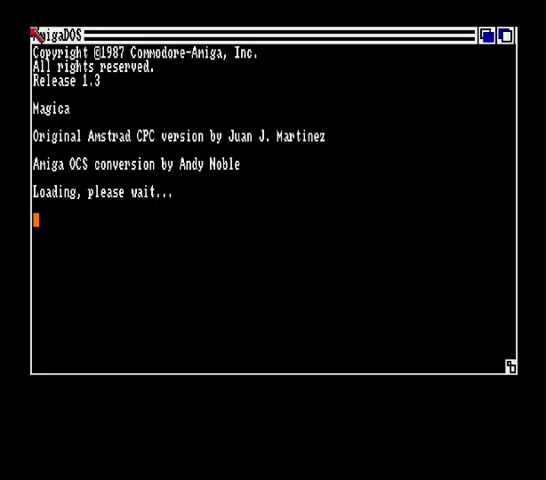 AmigaDOS
Copyright @1987 Commodore-Amiga, Inc.
All rights reserved.
Release 1.3
Magica
Original Amstrad CPC version by Juan J. Martinez
Amiga OCS conversion by Andy Noble
Loading, please wait...